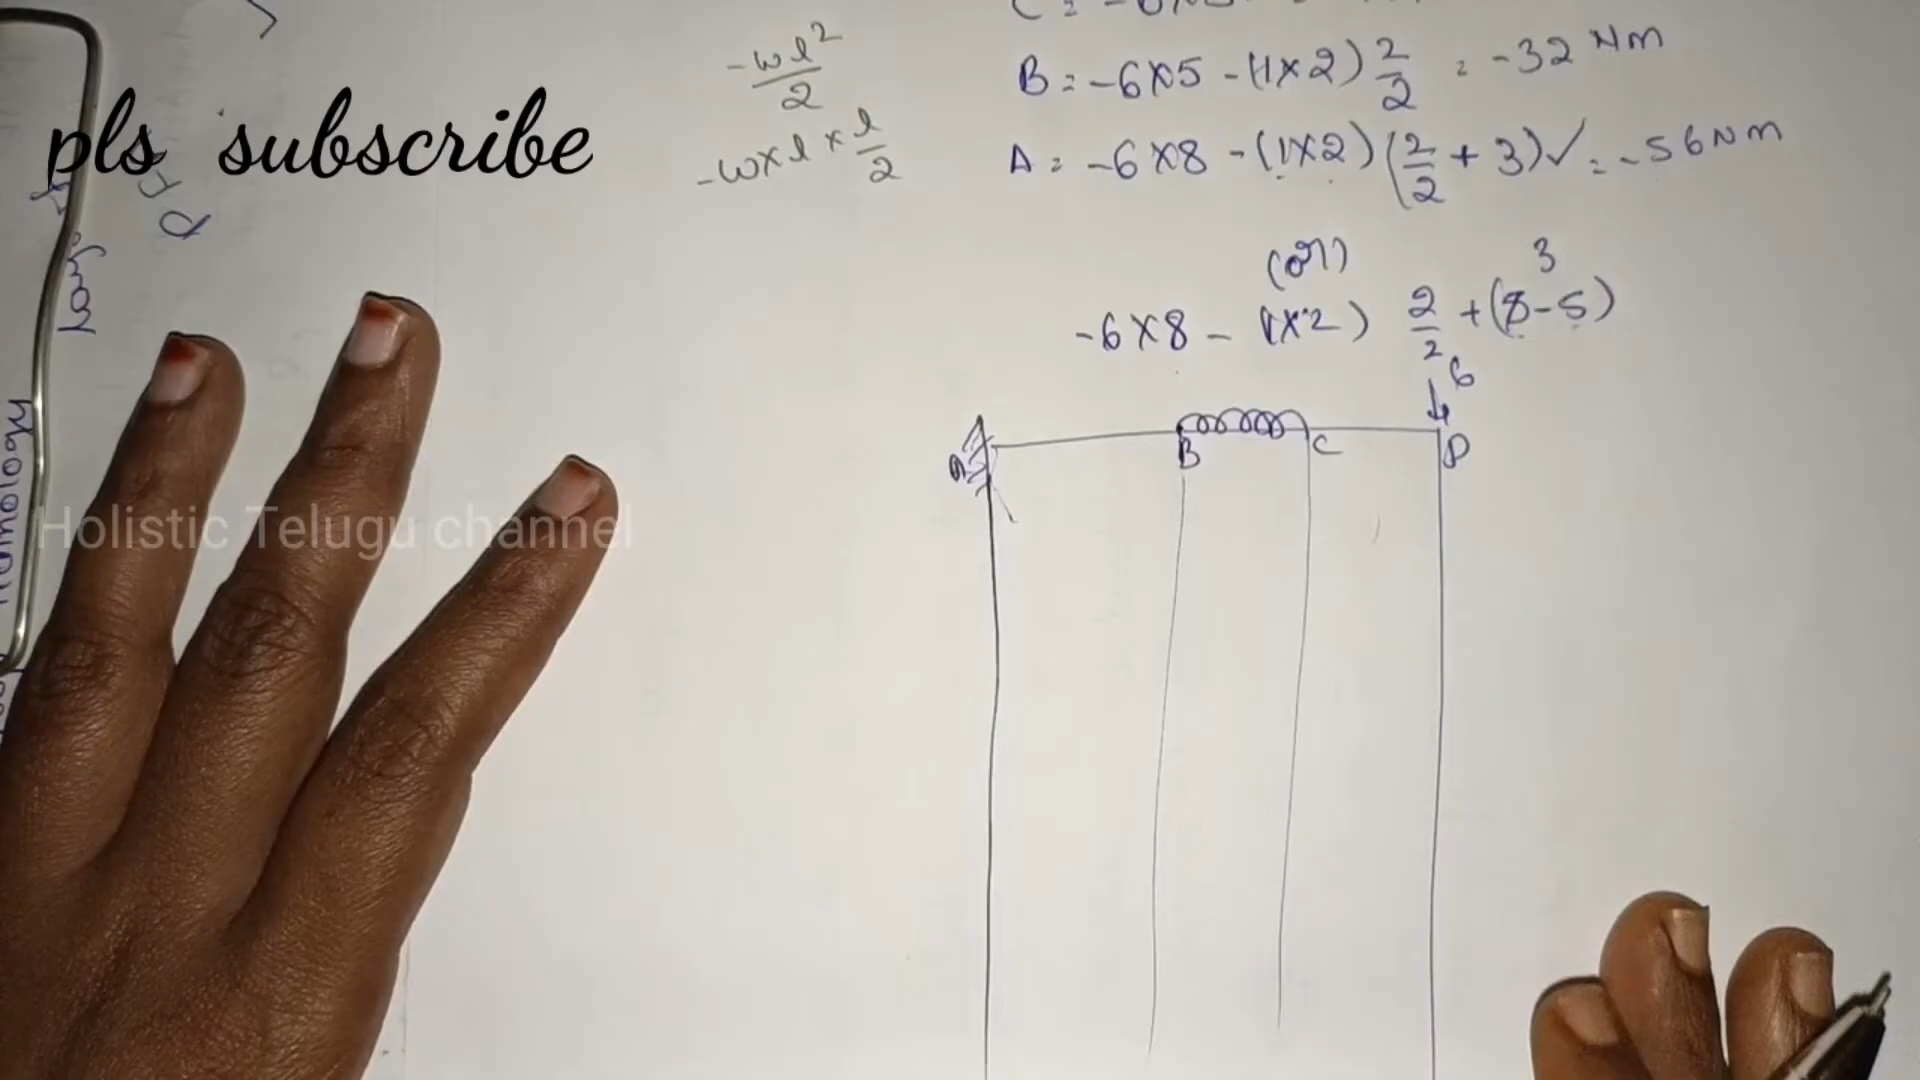 -wl²/2
-w×l×l/2
B = -6×5 -(1×2) 2/2 = -32 Nm
A = -6×8 -(1×2)(2/2 + 3)✓ = -56 Nm
(or)
3
-6×8 - (1×2) 2/2 +(8-5)
6
A B C D
pls subscribe
Holistic Telugu channel